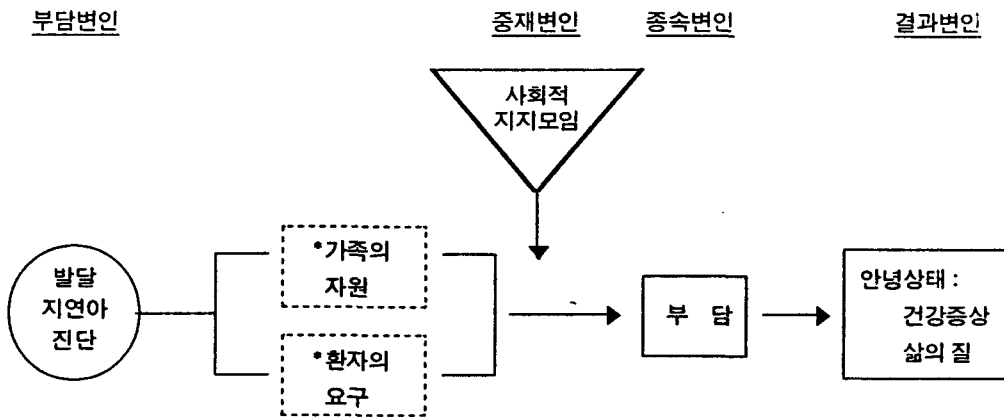 부담변인 중재변인 종속변인 결과변인
사회적
지지모임
발달
지연아
진단
*가족의
자원
*환자의
요구
부 담
안녕상태 :
건강증상
삶의 질